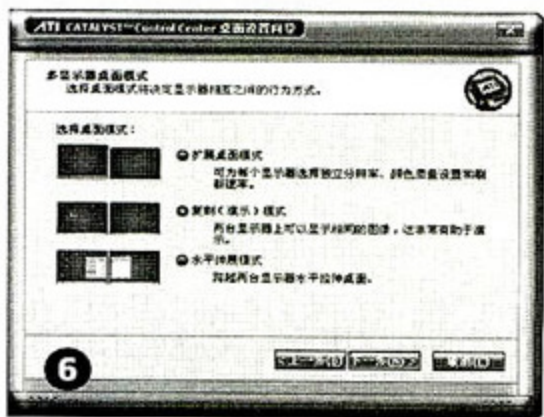 ATI CATALYST™ Control Center 桌面设置向导
多显示器桌面模式
选择桌面模式将决定显示器相互之间的行为方式。
选择桌面模式：
扩展桌面模式
可为每个显示器选择独立分辨率、颜色质量设置和刷
新速率。
复制（演示）模式
两台显示器上可以显示相同的图像，这非常有助于演
示。
水平伸展模式
跨越两台显示器水平拉伸桌面。
6